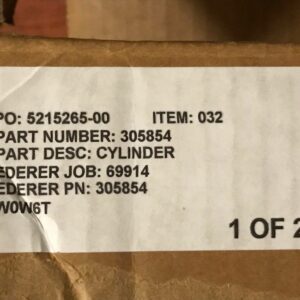 PO: 5215265-00 ITEM: 032
PART NUMBER: 305854
PART DESC: CYLINDER
EDERER JOB: 69914
EDERER PN: 305854
W0W6T
1 OF 2